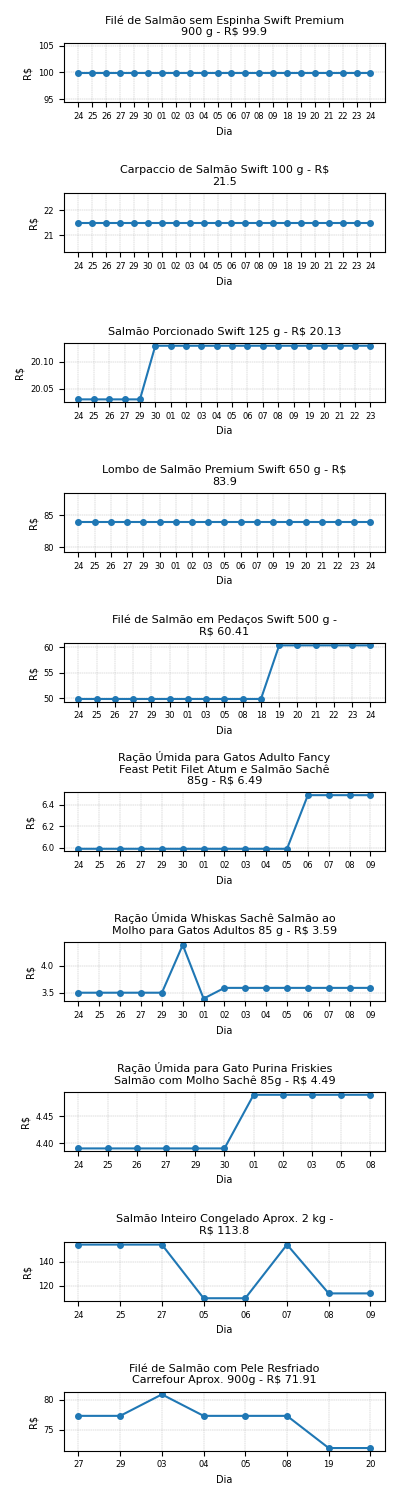 Filé de Salmão sem Espinha Swift Premium
900 g - R$ 99.9
105
100
95
R$
24 25 26 27 29 30 01 02 03 04 05 06 07 08 09 18 19 20 21 22 23 24
Dia
Carpaccio de Salmão Swift 100 g - R$
21.5
22
21
R$
24 25 26 27 29 30 01 02 03 04 05 06 07 08 09 18 19 20 21 22 23 24
Dia
Salmão Porcionado Swift 125 g - R$ 20.13
20.10
20.05
R$
24 25 26 27 29 30 01 02 03 04 05 06 07 08 09 19 20 21 22 23
Dia
Lombo de Salmão Premium Swift 650 g - R$
83.9
85
80
R$
24 25 26 27 29 30 01 02 03 05 06 07 09 19 20 21 22 23 24
Dia
Filé de Salmão em Pedaços Swift 500 g -
R$ 60.41
60
55
50
R$
24 25 26 27 29 30 01 03 05 08 18 19 20 21 22 23 24
Dia
Ração Úmida para Gatos Adulto Fancy
Feast Petit Filet Atum e Salmão Sachê
85g - R$ 6.49
6.4
6.2
6.0
R$
24 25 26 27 29 30 01 02 03 04 05 06 07 08 09
Dia
Ração Úmida Whiskas Sachê Salmão ao
Molho para Gatos Adultos 85 g - R$ 3.59
4.0
3.5
R$
24 25 26 27 29 30 01 02 03 04 05 06 07 08 09
Dia
Ração Úmida para Gato Purina Friskies
Salmão com Molho Sachê 85g - R$ 4.49
4.45
4.40
R$
24 25 26 27 29 30 01 02 03 05 08
Dia
Salmão Inteiro Congelado Aprox. 2 kg -
R$ 113.8
140
120
R$
24 25 27 05 06 07 08 09
Dia
Filé de Salmão com Pele Resfriado
Carrefour Aprox. 900g - R$ 71.91
80
75
R$
27 29 03 04 05 08 19 20
Dia